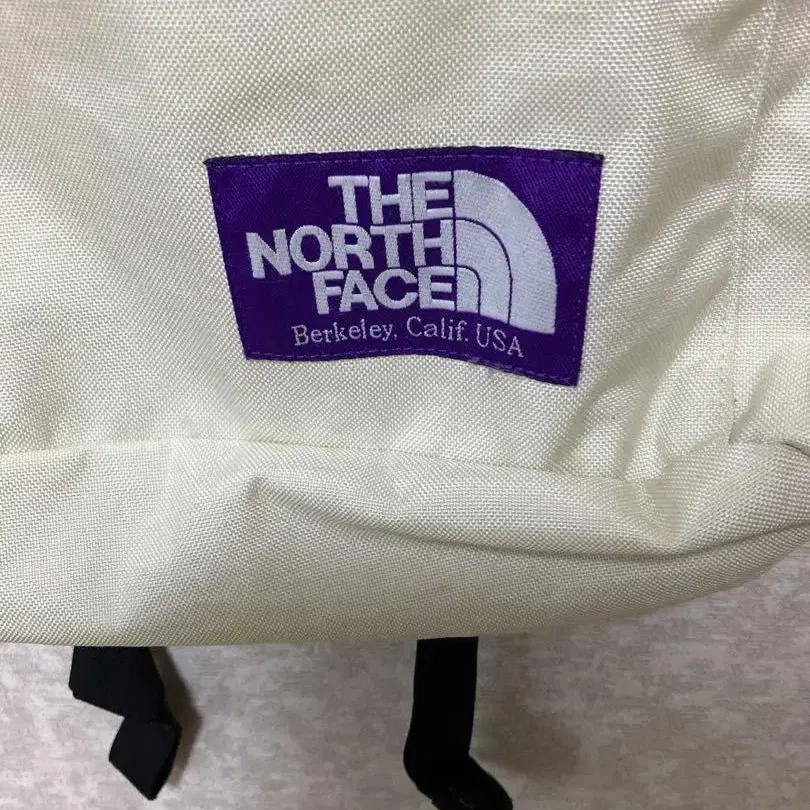 THE
NORTH
FACE
Berkeley, Calif. USA